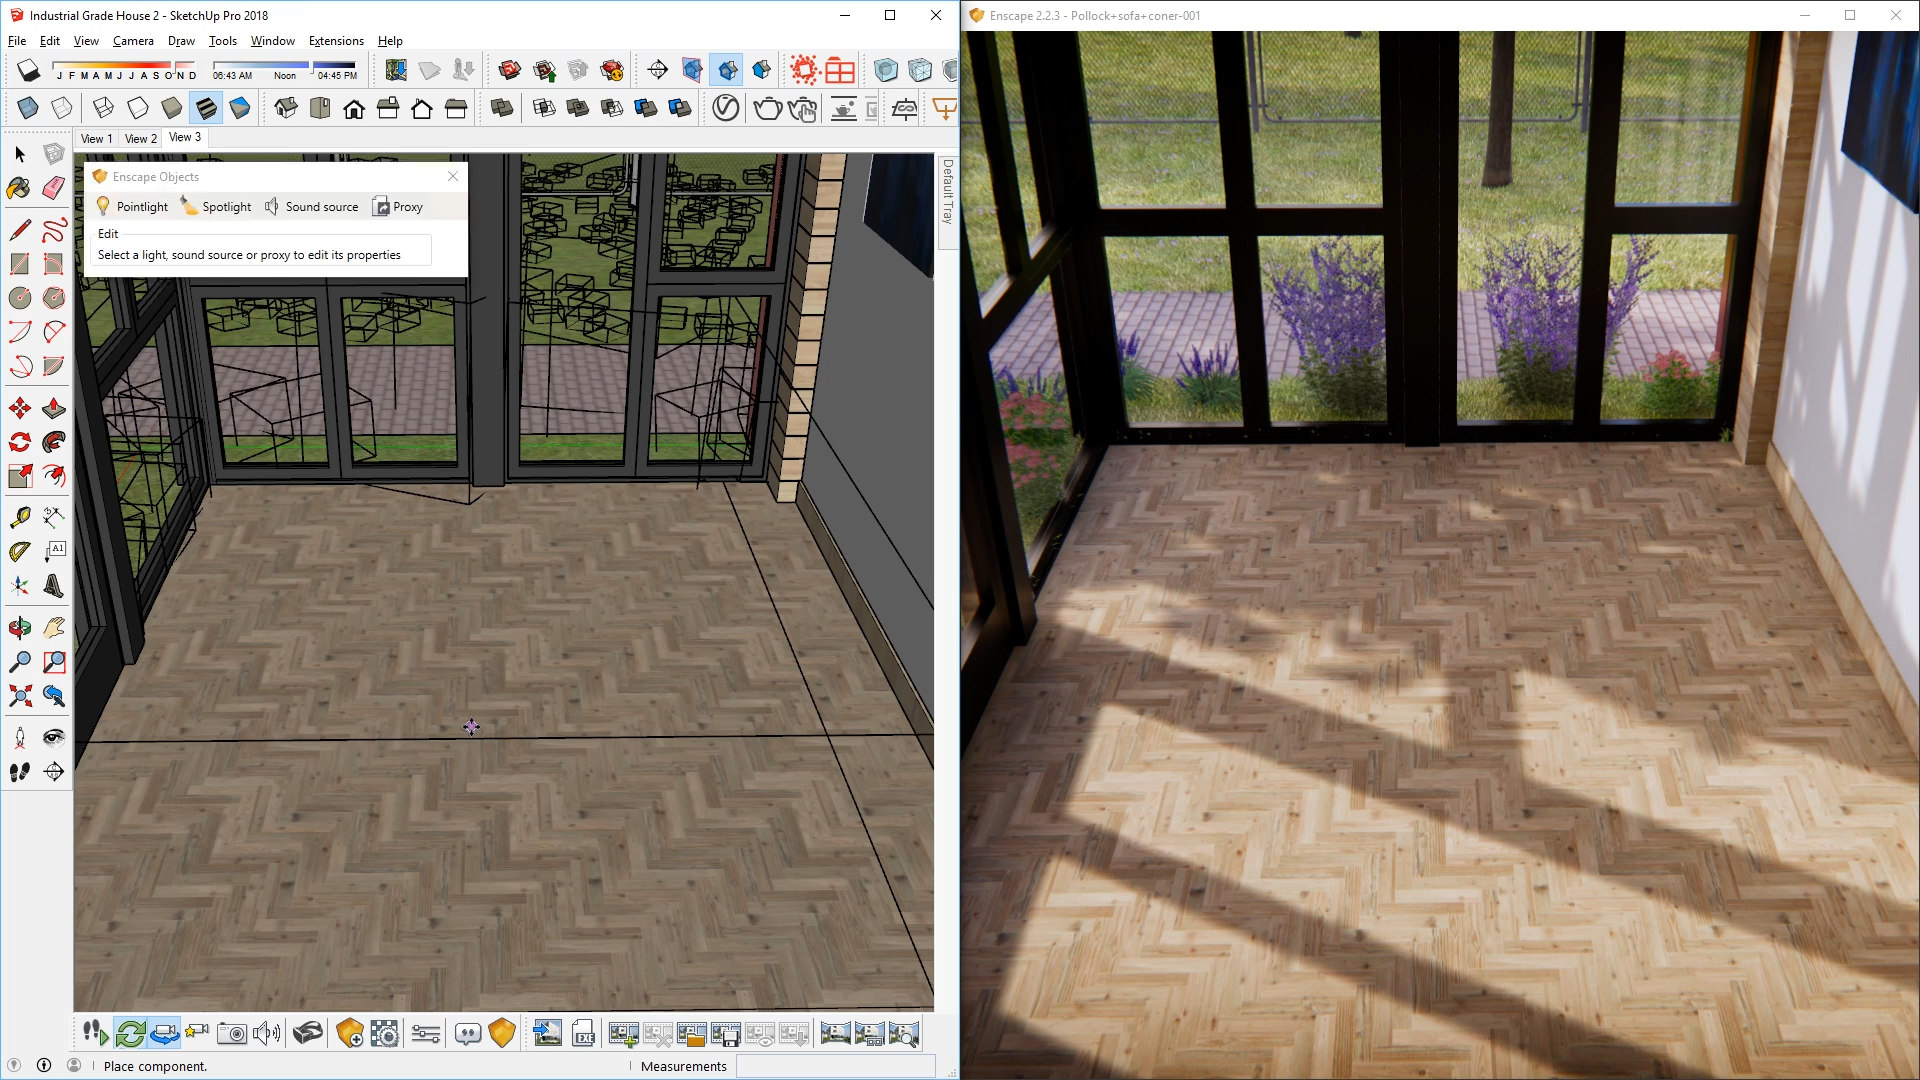 Industrial Grade House 2 - SketchUp Pro 2018
Enscape 2.2.3 - Pollock+sofa+coner-001
File Edit View Camera Draw Tools Window Extensions Help
J F M A M J J A S O N D
06:43 AM Noon 04:45 PM
View 1 View 2 View 3
Enscape Objects
Pointlight Spotlight Sound source Proxy
Edit
Select a light, sound source or proxy to edit its properties
Default Tray
A1
EXE
Place component.
Measurements